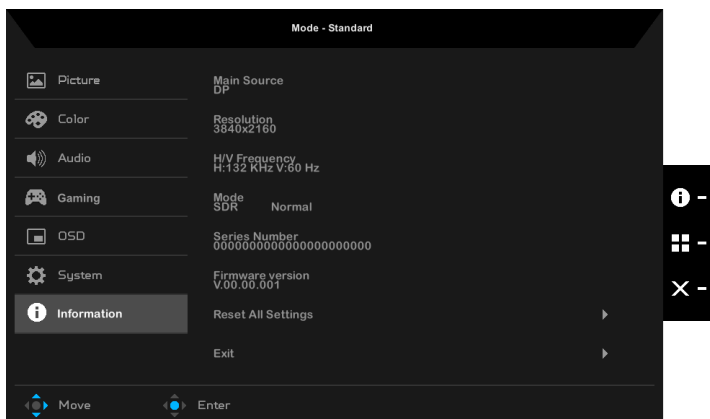 Mode - Standard
Picture
Color
Audio
Gaming
OSD
System
Information
Main Source
DP
Resolution
3840x2160
H/V Frequency
H:132 KHz V:60 Hz
Mode
SDR Normal
Series Number
0000000000000000000000
Firmware version
V.00.00.001
Reset All Settings
Exit
Move
Enter